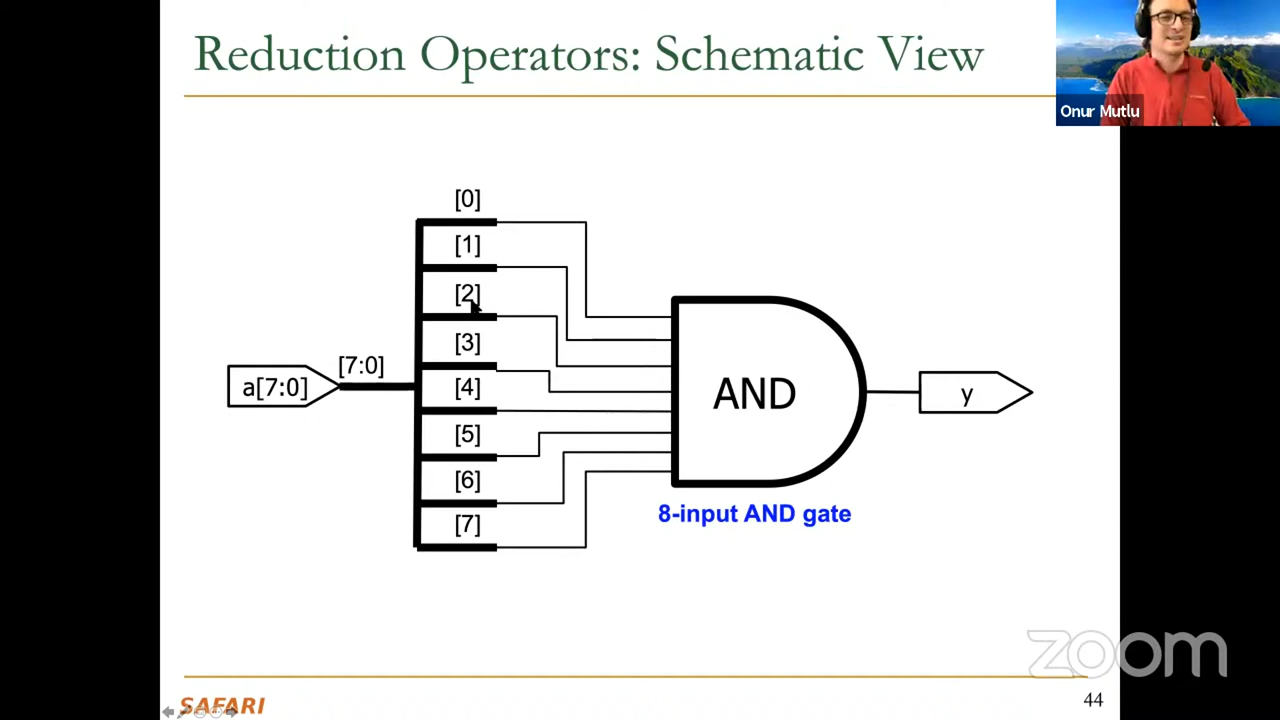 Reduction Operators: Schematic View
Onur Mutlu
[0]
[1]
[2]
[3]
[4]
[5]
[6]
[7]
a[7:0]
[7:0]
AND
y
8-input AND gate
zoom
SAFARI
44